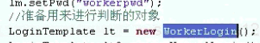 lm.setPwd("workerpwd");
//准备用来进行判断的对象
LoginTemplate lt = new WorkerLogin();